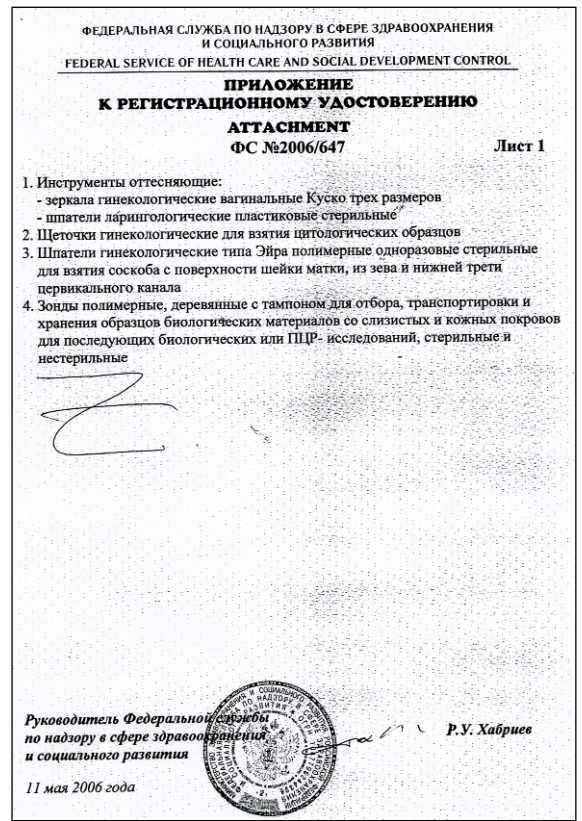 ФЕДЕРАЛЬНАЯ СЛУЖБА ПО НАДЗОРУ В СФЕРЕ ЗДРАВООХРАНЕНИЯ
И СОЦИАЛЬНОГО РАЗВИТИЯ
FEDERAL SERVICE OF HEALTH CARE AND SOCIAL DEVELOPMENT CONTROL
ПРИЛОЖЕНИЕ
К РЕГИСТРАЦИОННОМУ УДОСТОВЕРЕНИЮ
ATTACHMENT
ФС №2006/647
Лист 1
1. Инструменты оттесняющие:
- зеркала гинекологические вагинальные Куско трех размеров
- шпатели ларингологические пластиковые стерильные
2. Щеточки гинекологические для взятия цитологических образцов
3. Шпатели гинекологические типа Эйра полимерные одноразовые стерильные
для взятия соскоба с поверхности шейки матки, из зева и нижней трети
цервикального канала
4. Зонды полимерные, деревянные с тампоном для отбора, транспортировки и
хранения образцов биологических материалов со слизистых и кожных покровов
для последующих биологических или ПЦР- исследований, стерильные и
нестерильные
Руководитель Федеральной службы
по надзору в сфере здравоохранения
и социального развития
Р.У. Хабриев
11 мая 2006 года